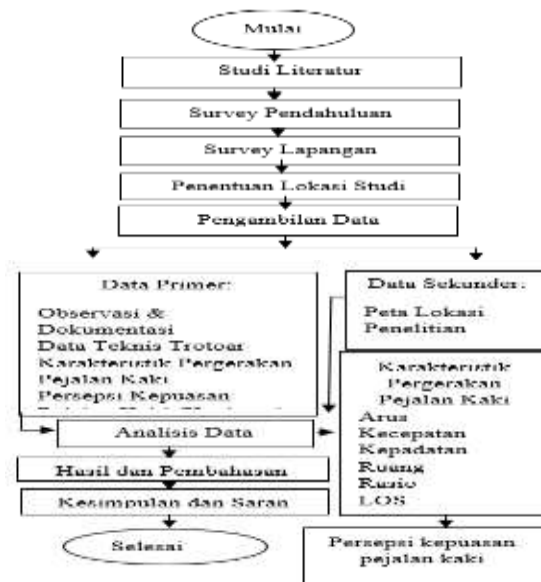 Mulai
Studi Literatur
Survey Pendahuluan
Survey Lapangan
Penentuan Lokasi Studi
Pengambilan Data
Data Primer:
Observasi &
Dokumentasi
Data Teknis Trotoar
Karakteristik Pergerakan
Pejalan Kaki
Persepsi Kepuasan
Data Sekunder:
Peta Lokasi
Penelitian
Karakteristik
Pergerakan
Pejalan Kaki
Arus
Kecepatan
Kepadatan
Ruang
Rasio
LOS
Analisis Data
Hasil dan Pembahasan
Kesimpulan dan Saran
Selesai
Persepsi kepuasan
pejalan kaki